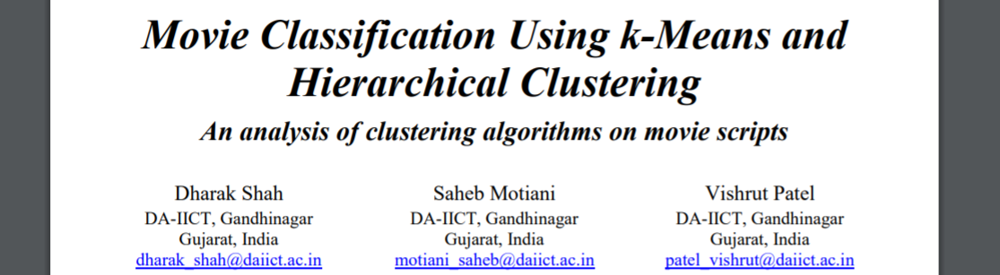 Movie Classification Using k-Means and
Hierarchical Clustering
An analysis of clustering algorithms on movie scripts
Dharak Shah
DA-IICT, Gandhinagar
Gujarat, India
dharak_shah@daiict.ac.in
Saheb Motiani
DA-IICT, Gandhinagar
Gujarat, India
motiani_saheb@daiict.ac.in
Vishrut Patel
DA-IICT, Gandhinagar
Gujarat, India
patel_vishrut@daiict.ac.in